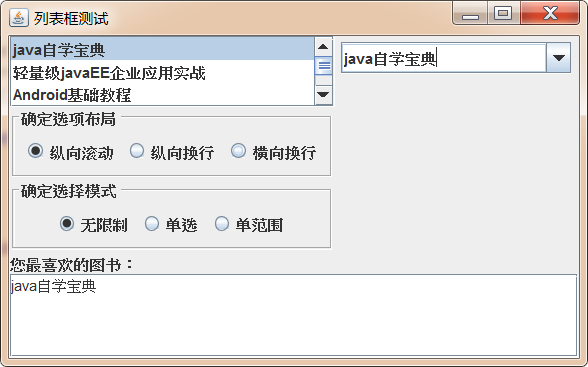 列表框测试
java自学宝典
轻量级javaEE企业应用实战
Android基础教程
java自学宝典
确定选项布局
纵向滚动 纵向换行 横向换行
确定选择模式
无限制 单选 单范围
您最喜欢的图书：
java自学宝典